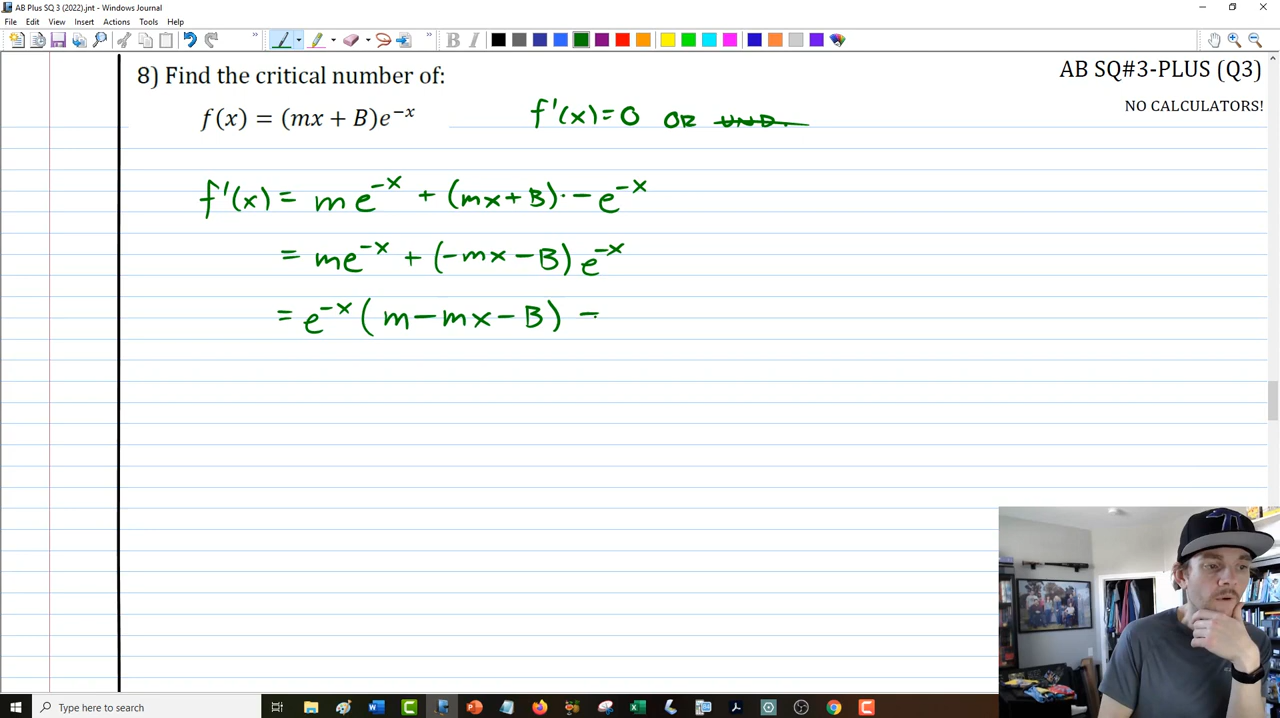 AB Plus SQ 3 (2022).jnt - Windows Journal
File Edit View Insert Actions Tools Help
8) Find the critical number of:
AB SQ#3-PLUS (Q3)
NO CALCULATORS!
f(x) = (mx + B)e^{-x}
f'(x) = 0 OR UND.
f'(x) = me^{-x} + (mx+B) · -e^{-x}
= me^{-x} + (-mx-B) e^{-x}
= e^{-x}(m-mx-B) =
Type here to search